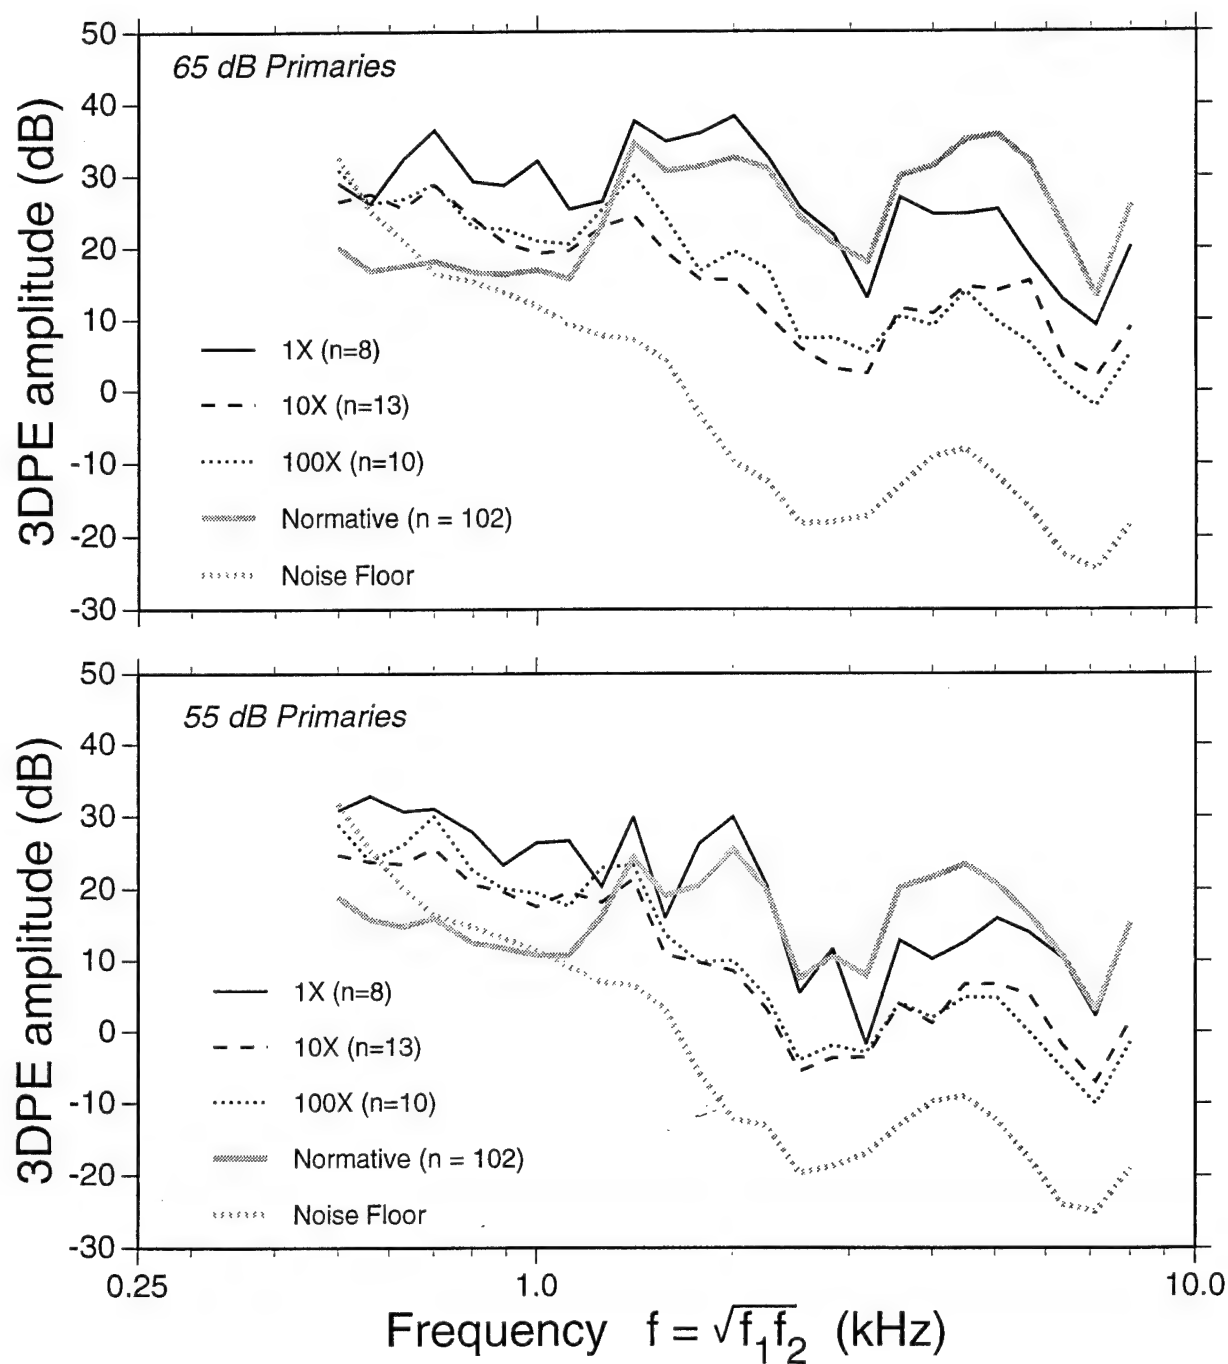 50
40
30
20
10
0
-10
-20
-30
3DPE amplitude (dB)
65 dB Primaries
1X (n=8)
10X (n=13)
100X (n=10)
Normative (n = 102)
Noise Floor
50
40
30
20
10
0
-10
-20
-30
3DPE amplitude (dB)
55 dB Primaries
1X (n=8)
10X (n=13)
100X (n=10)
Normative (n = 102)
Noise Floor
0.25 1.0 10.0
Frequency f = √f₁f₂ (kHz)